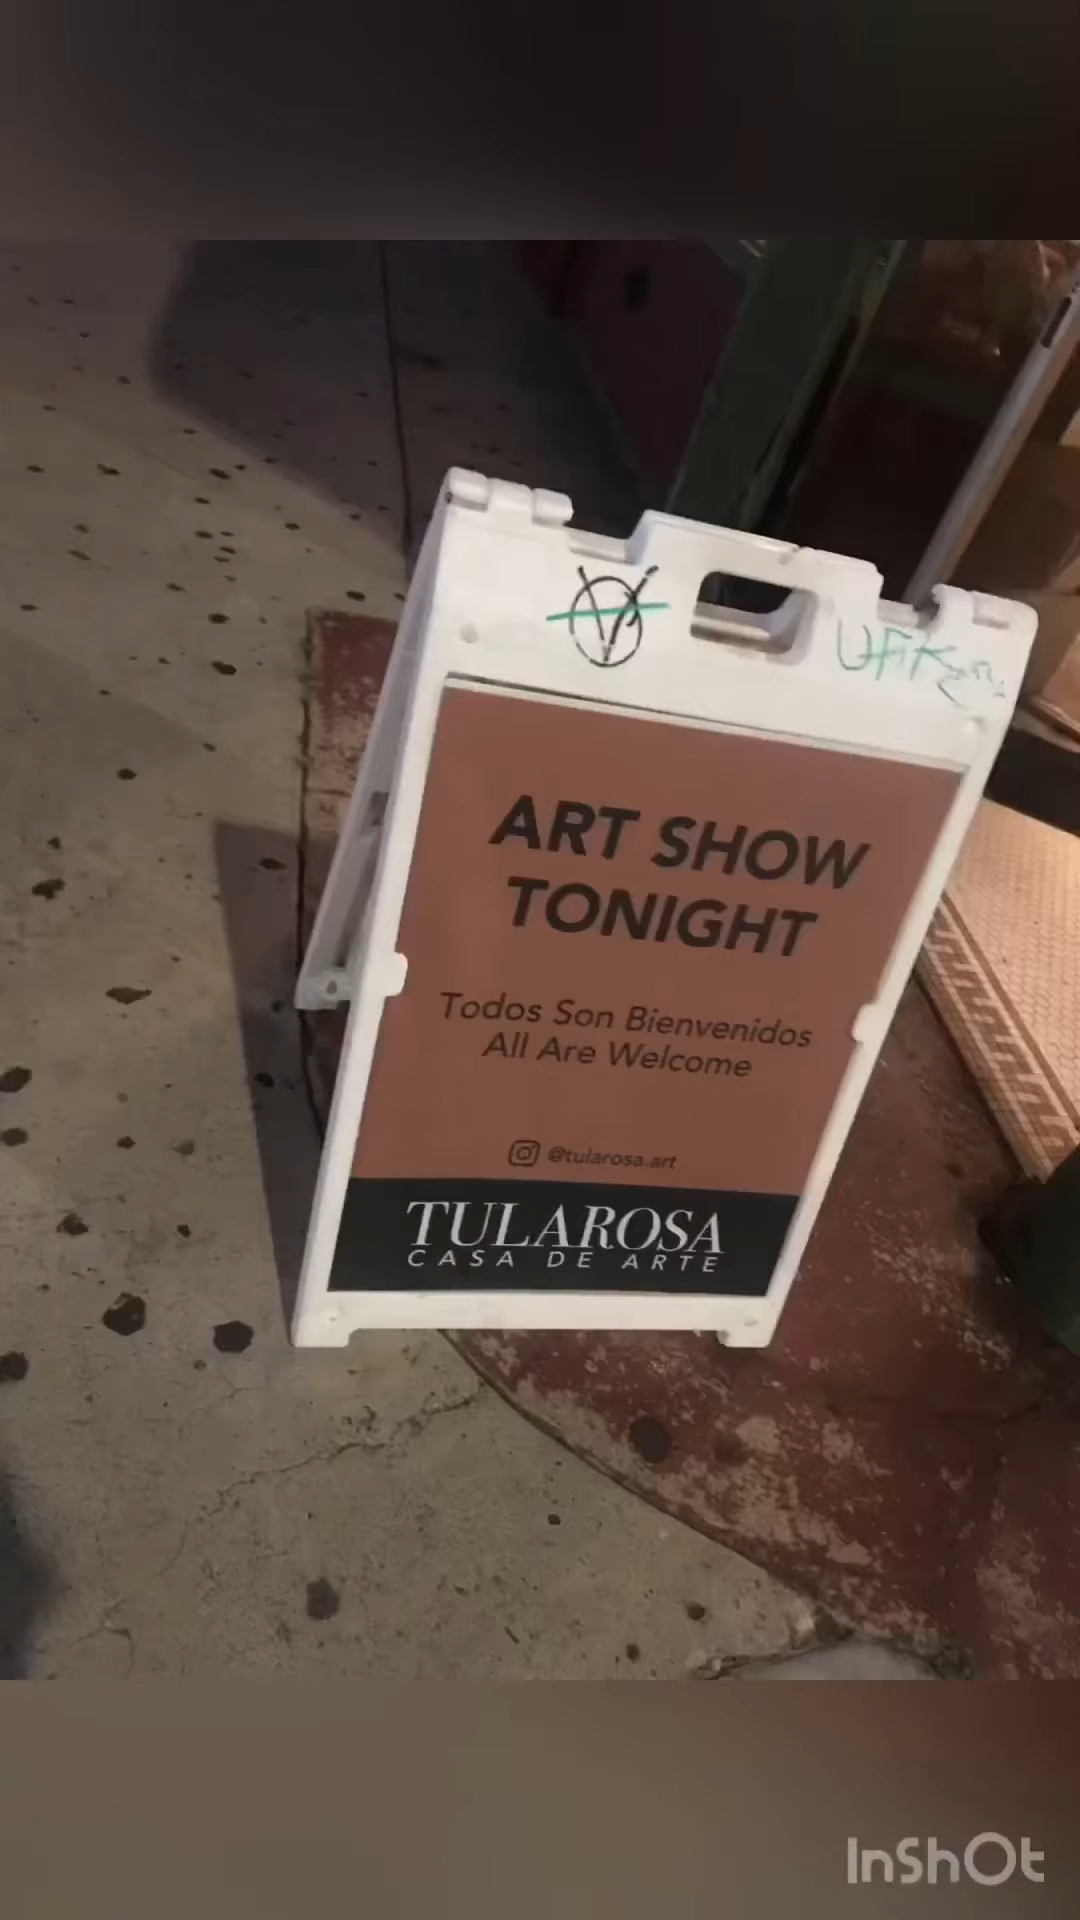 ART SHOW
TONIGHT
Todos Son Bienvenidos
All Are Welcome
@tularosa.art
TULAROSA
CASA DE ARTE
InShOt